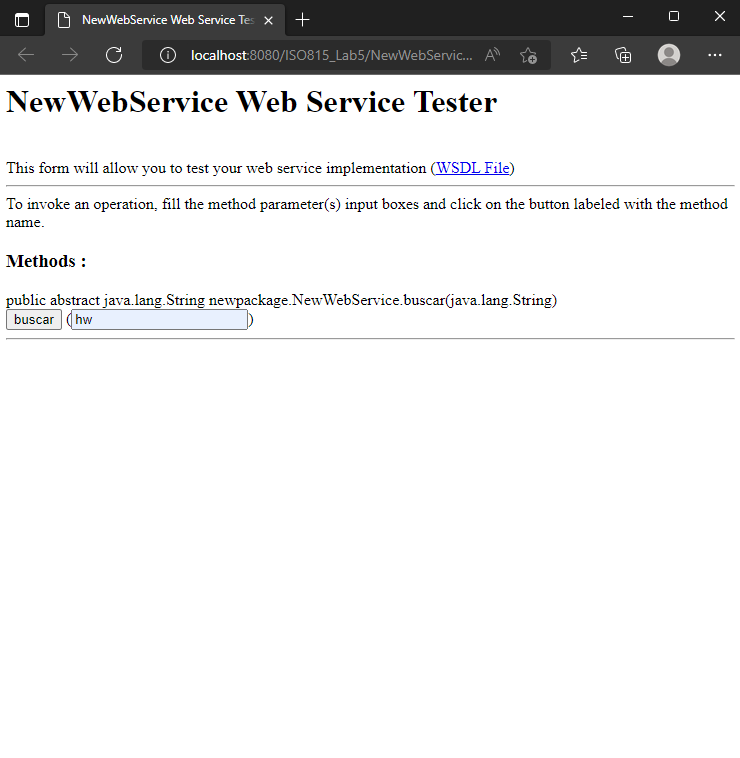 NewWebService Web Service Tes
localhost:8080/ISO815_Lab5/NewWebServic...
NewWebService Web Service Tester
This form will allow you to test your web service implementation (WSDL File)
To invoke an operation, fill the method parameter(s) input boxes and click on the button labeled with the method
name.
Methods :
public abstract java.lang.String newpackage.NewWebService.buscar(java.lang.String)
buscar (hw)